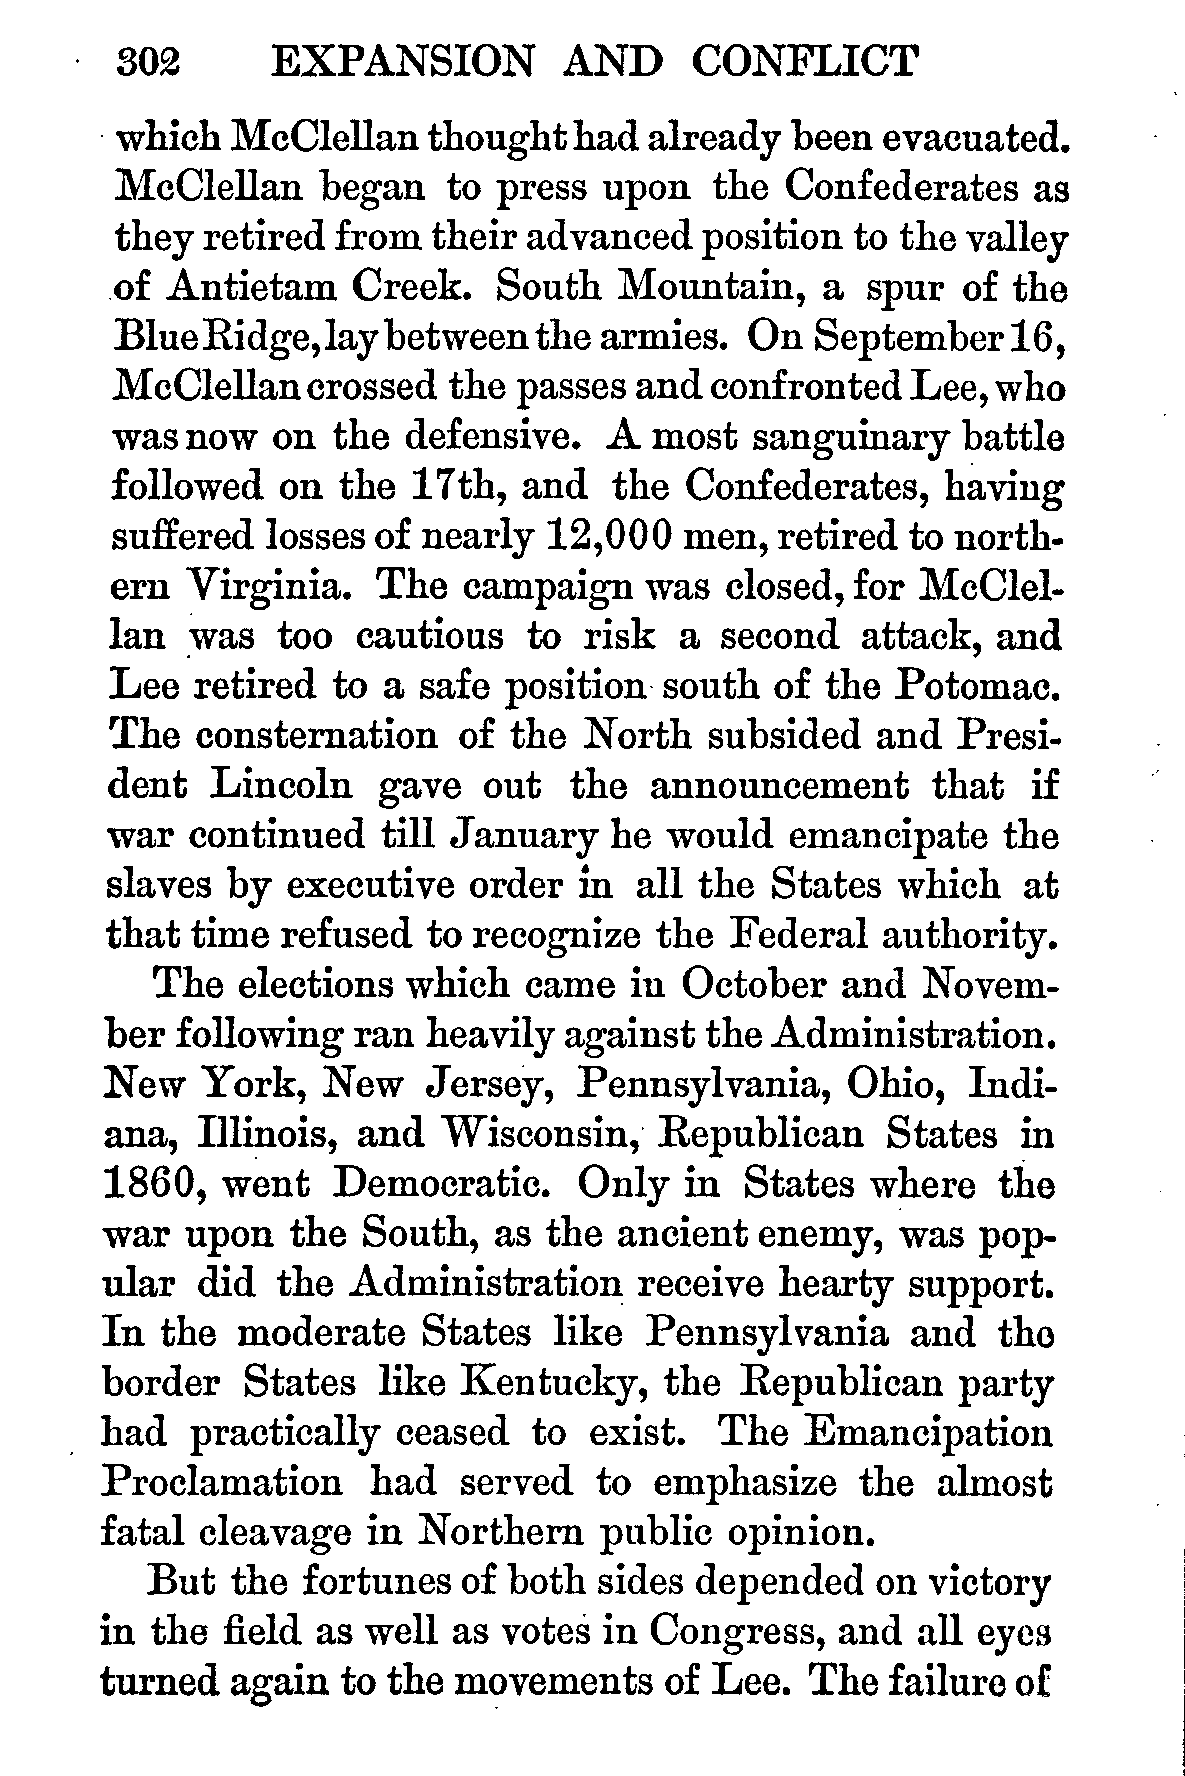 302 EXPANSION AND CONFLICT
which McClellan thought had already been evacuated.
McClellan began to press upon the Confederates as
they retired from their advanced position to the valley
of Antietam Creek. South Mountain, a spur of the
Blue Ridge, lay between the armies. On September 16,
McClellan crossed the passes and confronted Lee, who
was now on the defensive. A most sanguinary battle
followed on the 17th, and the Confederates, having
suffered losses of nearly 12,000 men, retired to north-
ern Virginia. The campaign was closed, for McClel-
lan was too cautious to risk a second attack, and
Lee retired to a safe position south of the Potomac.
The consternation of the North subsided and Presi-
dent Lincoln gave out the announcement that if
war continued till January he would emancipate the
slaves by executive order in all the States which at
that time refused to recognize the Federal authority.
The elections which came in October and Novem-
ber following ran heavily against the Administration.
New York, New Jersey, Pennsylvania, Ohio, Indi-
ana, Illinois, and Wisconsin, Republican States in
1860, went Democratic. Only in States where the
war upon the South, as the ancient enemy, was pop-
ular did the Administration receive hearty support.
In the moderate States like Pennsylvania and the
border States like Kentucky, the Republican party
had practically ceased to exist. The Emancipation
Proclamation had served to emphasize the almost
fatal cleavage in Northern public opinion.
But the fortunes of both sides depended on victory
in the field as well as votes in Congress, and all eyes
turned again to the movements of Lee. The failure of